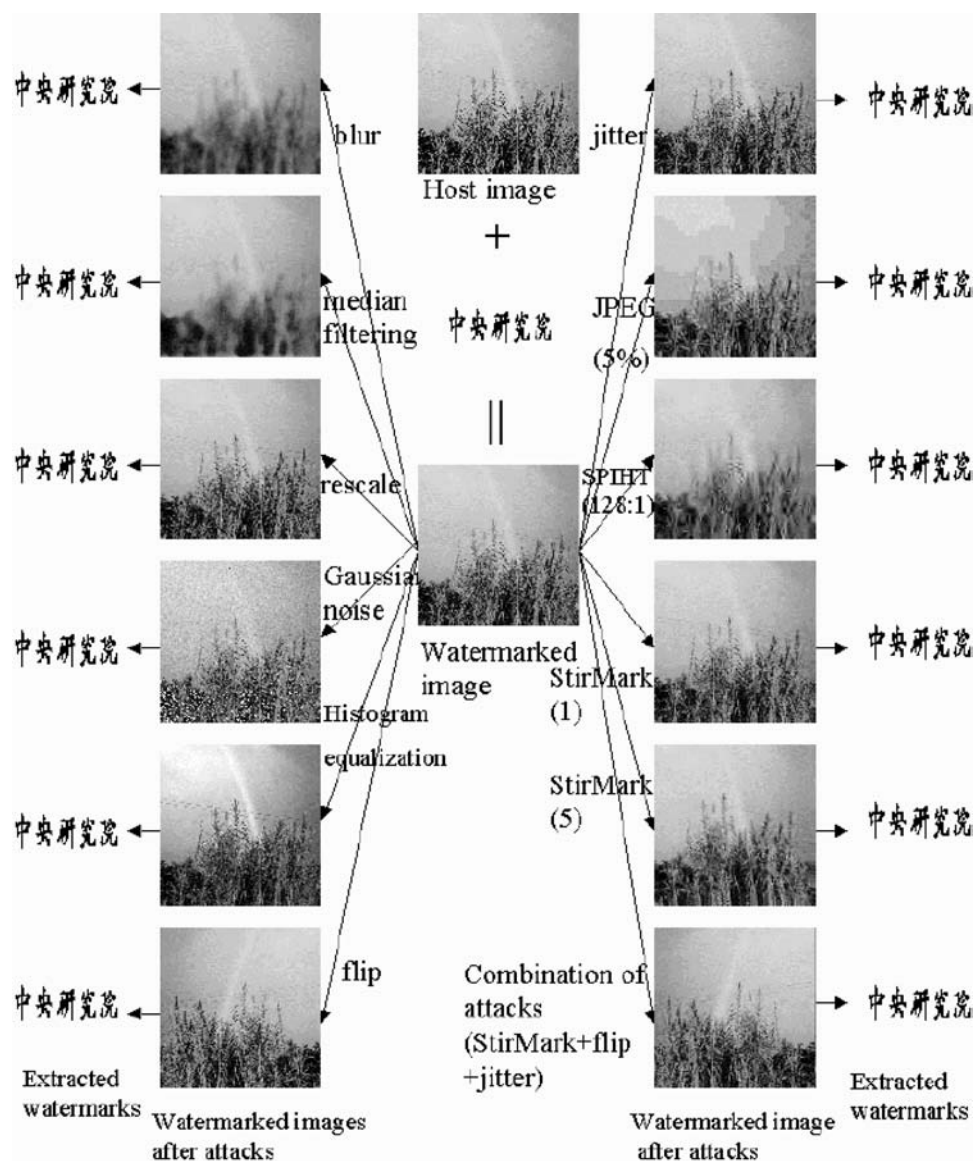 中央研究院
blur
Host image
jitter
中央研究院
+
中央研究院
median
filtering
中央研究院
JPEG
(5%)
中央研究院
||
中央研究院
rescale
SPIHT
(128:1)
中央研究院
中央研究院
Gaussian
noise
Watermarked
image
StirMark
(1)
中央研究院
Histogram
equalization
中央研究院
StirMark
(5)
中央研究院
flip
中央研究院
Combination of
attacks
(StirMark+flip
+jitter)
中央研究院
Extracted
watermarks
Watermarked images
after attacks
Watermarked image
after attacks
Extracted
watermarks